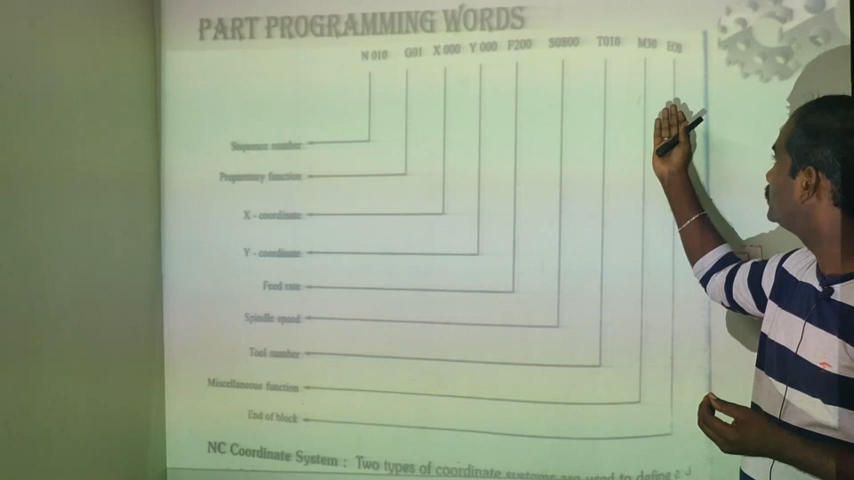 PART PROGRAMMING WORDS
N 010 G01 X 000 Y 000 F200 S0800 T010 M30 EOB
Sequence number
Preparatory function
X - coordinate
Y - coordinate
Feed rate
Spindle speed
Tool number
Miscellaneous function
End of block
NC Coordinate System : Two types of coordinate systems are used to define